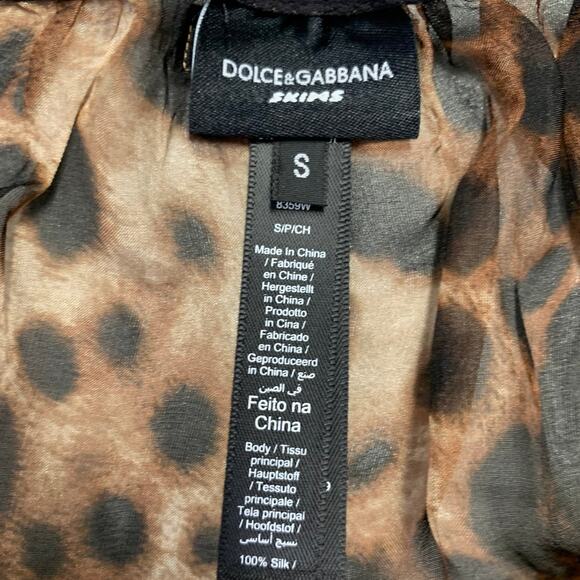 DOLCE&GABBANA
SKIMS
S
8359W
S/P/CH
Made In China
/ Fabriqué
en Chine /
Hergestellt
in China /
Prodotto
in Cina /
Fabricado
en China /
Geproduceerd
in China / صنع
في الصين
Feito na
China
Body / Tissu
principal /
Hauptstoff
/ Tessuto
principale /
Tela principal
/ Hoofdstof /
نسيج أساسي
100% Silk /